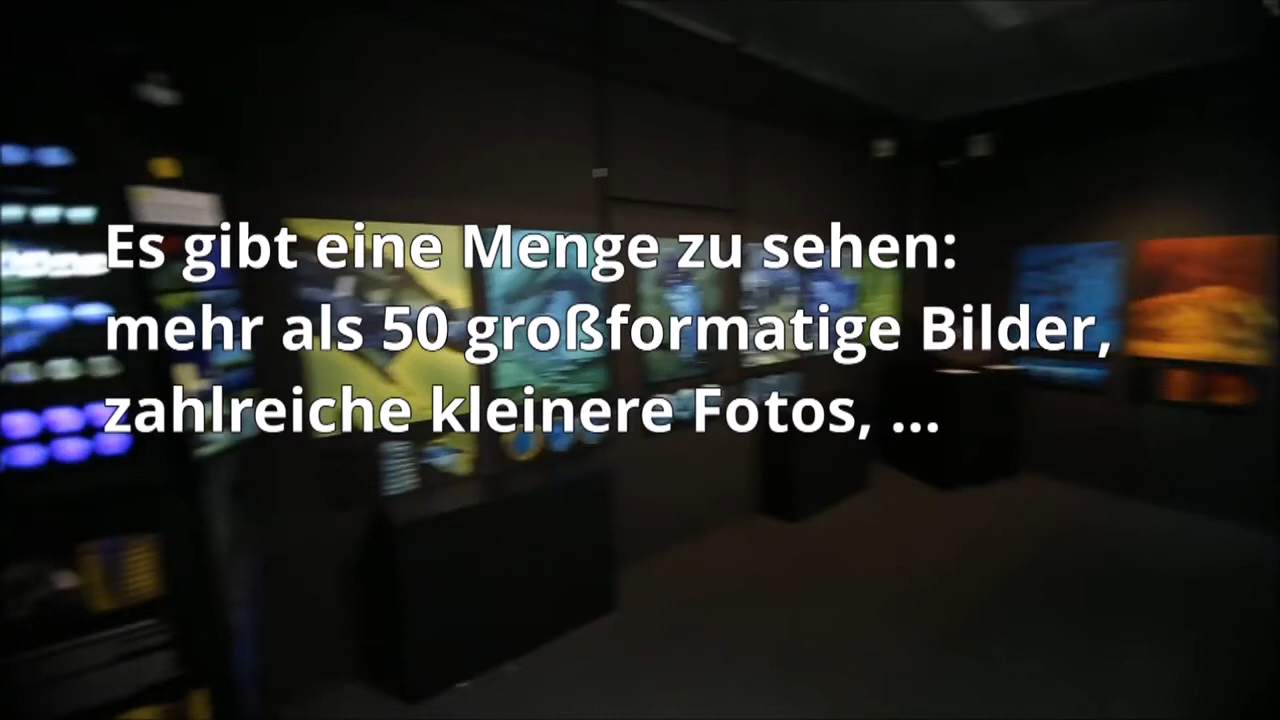 Es gibt eine Menge zu sehen:
mehr als 50 großformatige Bilder,
zahlreiche kleinere Fotos, ...